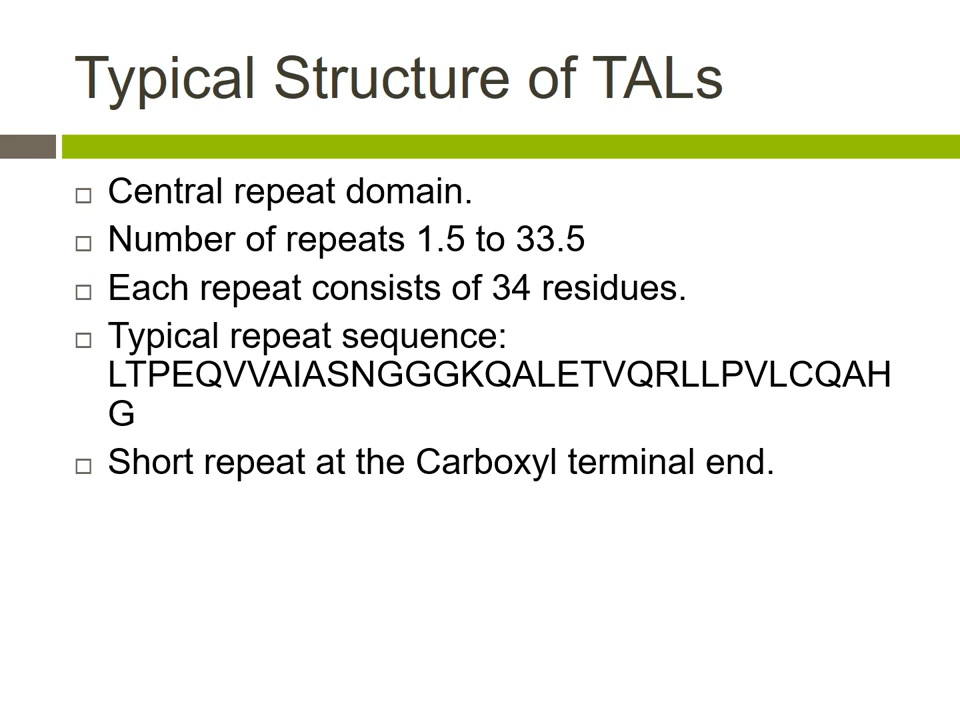 Typical Structure of TALs
Central repeat domain.
Number of repeats 1.5 to 33.5
Each repeat consists of 34 residues.
Typical repeat sequence:
LTPEQVVAIASNGGGKQALETVQRLLPVLCQAH
G
Short repeat at the Carboxyl terminal end.